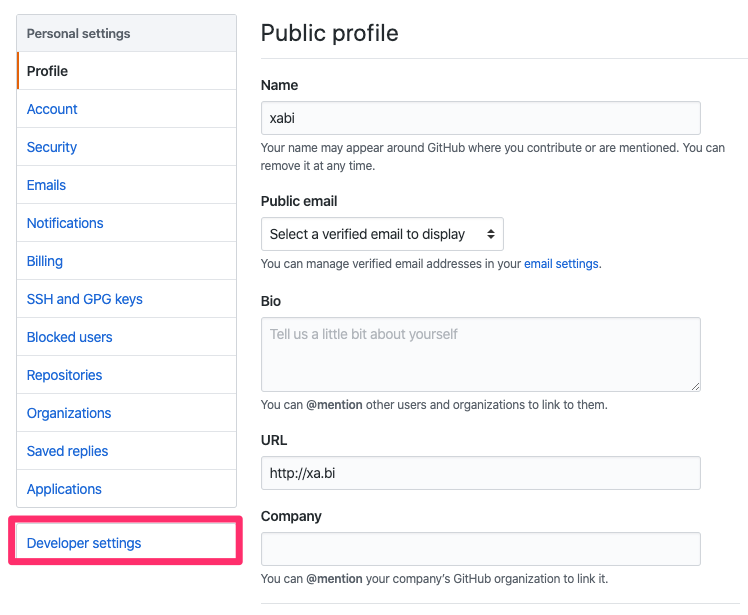 Personal settings
Profile
Account
Security
Emails
Notifications
Billing
SSH and GPG keys
Blocked users
Repositories
Organizations
Saved replies
Applications
Developer settings
Public profile
Name
xabi
Your name may appear around GitHub where you contribute or are mentioned. You can
remove it at any time.
Public email
Select a verified email to display
You can manage verified email addresses in your email settings.
Bio
Tell us a little bit about yourself
You can @mention other users and organizations to link to them.
URL
http://xa.bi
Company
You can @mention your company’s GitHub organization to link it.